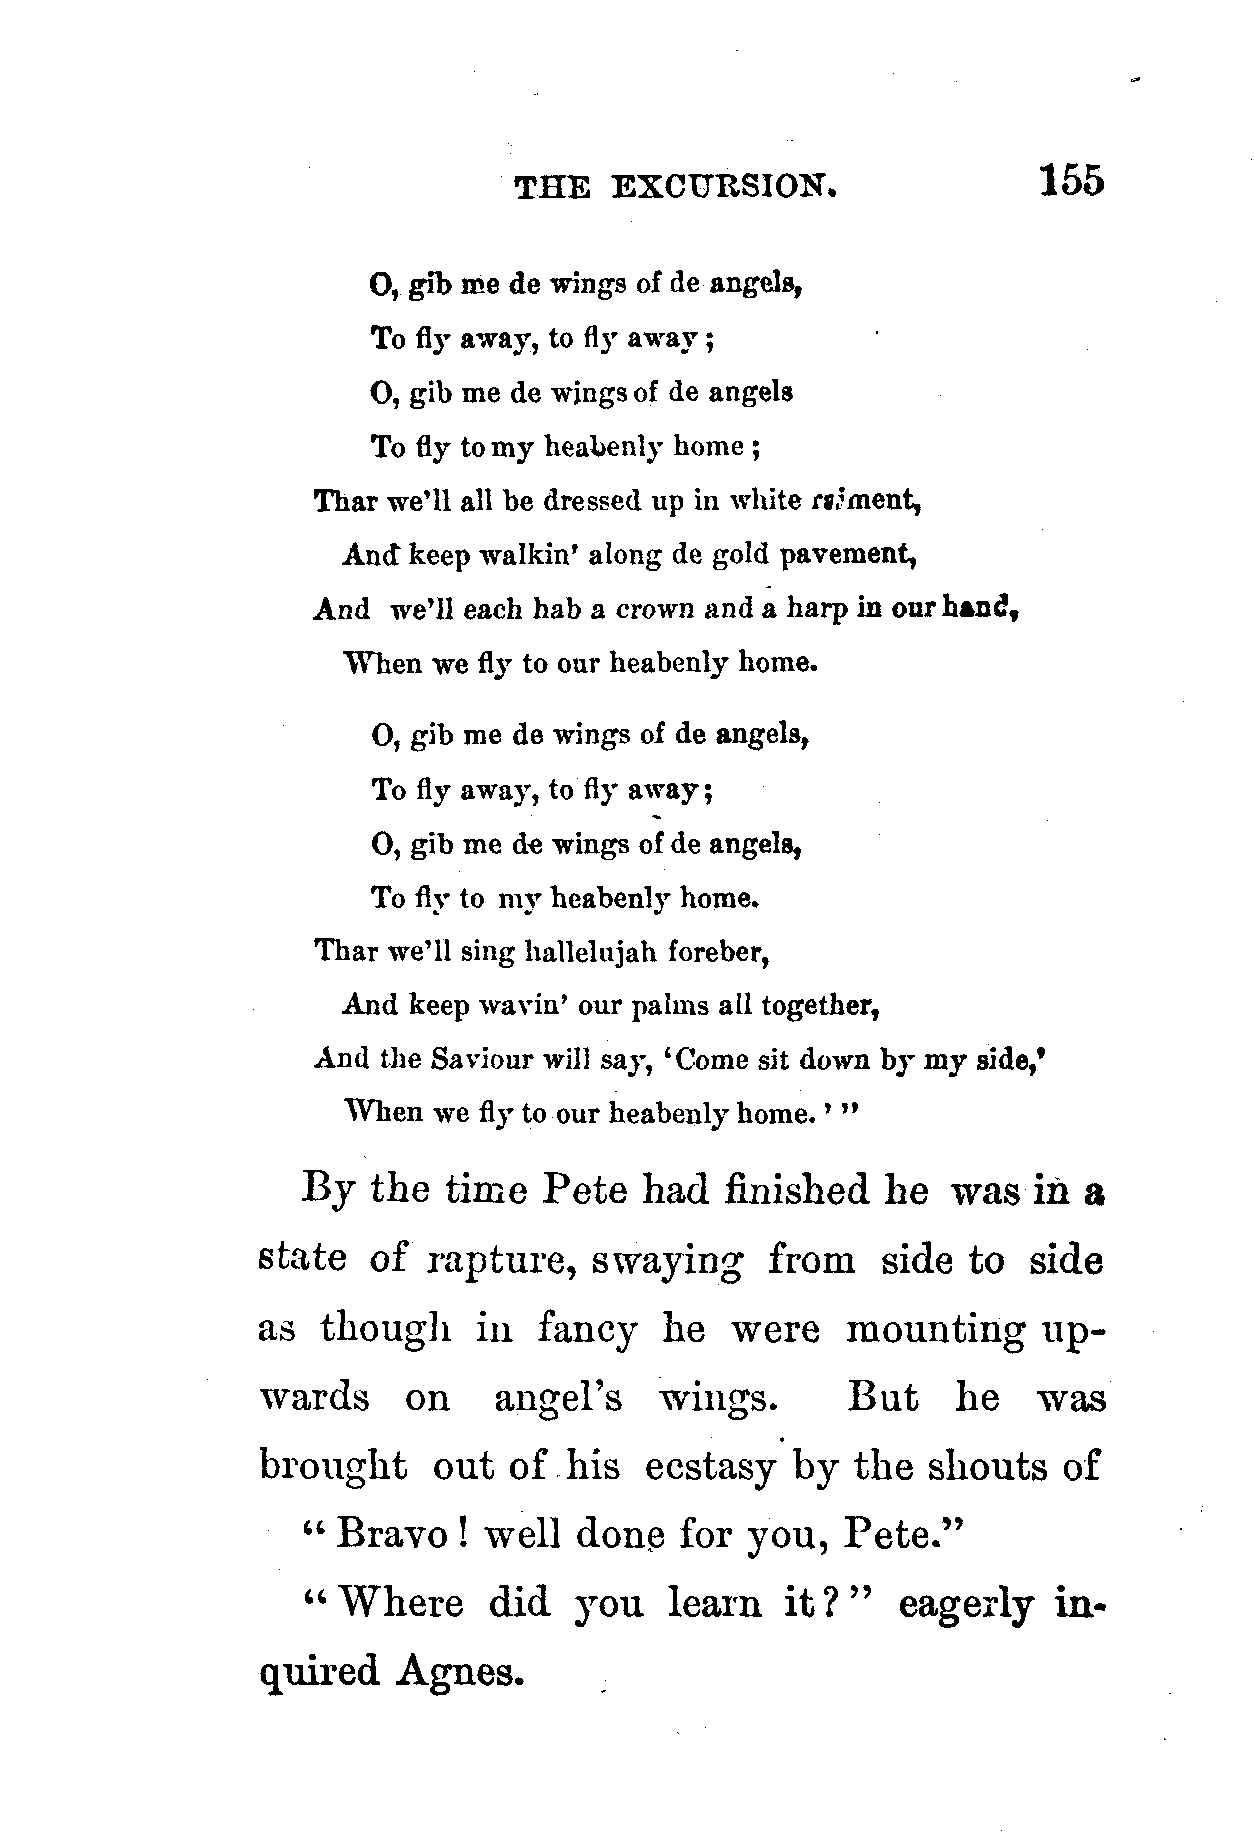 THE EXCURSION. 155
O, gib me de wings of de angels,
To fly away, to fly away;
O, gib me de wings of de angels
To fly to my heabenly home;
Thar we'll all be dressed up in white raiment,
And keep walkin' along de gold pavement,
And we'll each hab a crown and a harp in our hand,
When we fly to our heabenly home.
O, gib me de wings of de angels,
To fly away, to fly away;
O, gib me de wings of de angels,
To fly to my heabenly home.
Thar we'll sing hallelujah foreber,
And keep wavin' our palms all together,
And the Saviour will say, 'Come sit down by my side,'
When we fly to our heabenly home.' "
By the time Pete had finished he was in a
state of rapture, swaying from side to side
as though in fancy he were mounting up-
wards on angel's wings. But he was
brought out of his ecstasy by the shouts of
"Bravo! well done for you, Pete."
"Where did you learn it?" eagerly in-
quired Agnes.